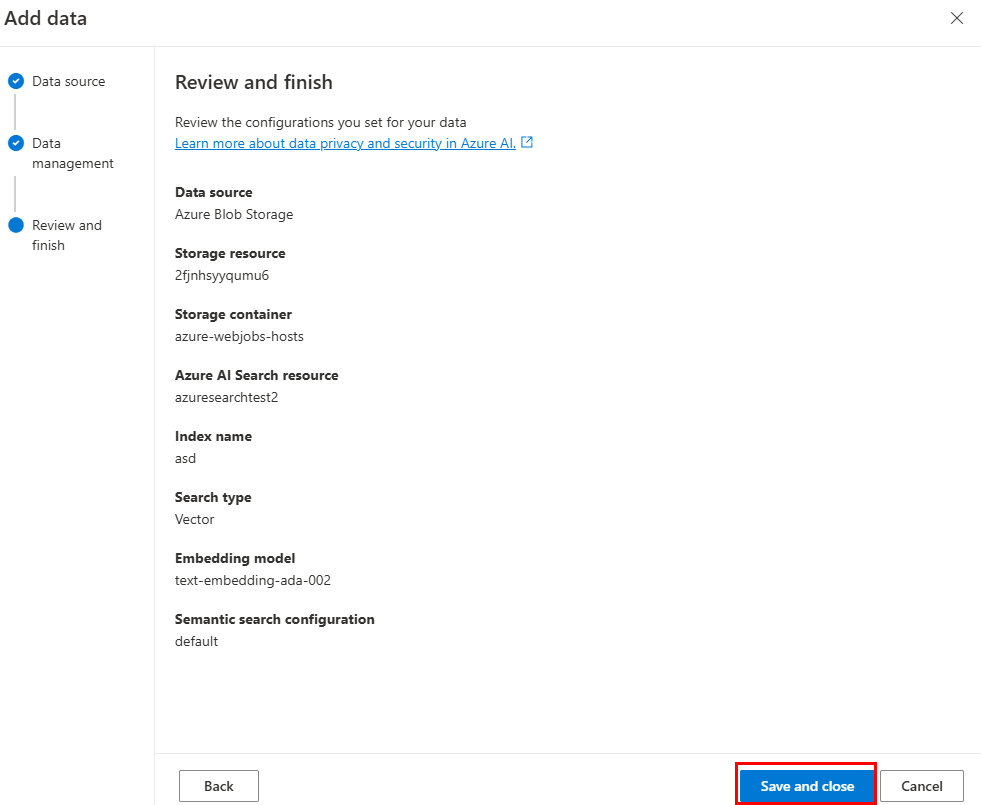 Add data
Data source
Data
management
Review and
finish
Review and finish
Review the configurations you set for your data
Learn more about data privacy and security in Azure AI.
Data source
Azure Blob Storage
Storage resource
2fjnhsyyqumu6
Storage container
azure-webjobs-hosts
Azure AI Search resource
azuresearchtest2
Index name
asd
Search type
Vector
Embedding model
text-embedding-ada-002
Semantic search configuration
default
Back
Save and close
Cancel